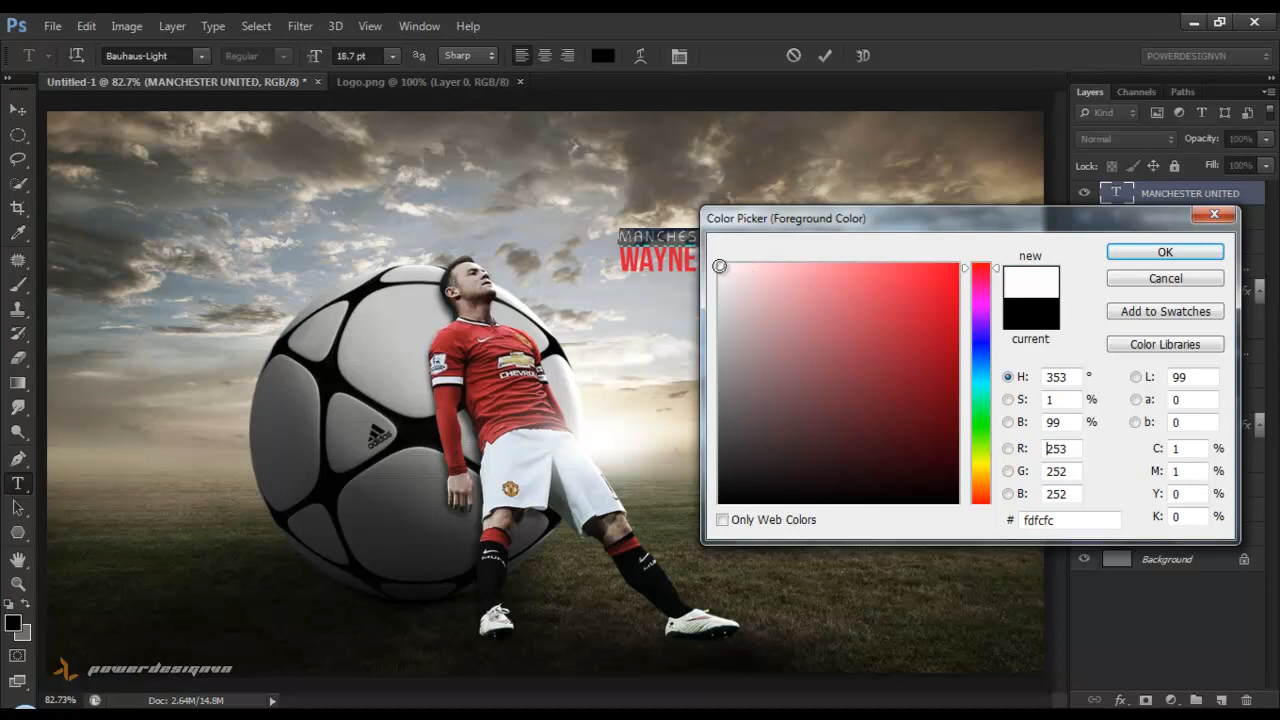 Ps File Edit Image Layer Type Select Filter 3D View Window Help
T Bauhaus-Light Regular 18.7 pt aa Sharp 3D POWERDESIGNVN
Untitled-1 @ 82.7% (MANCHESTER UNITED, RGB/8) * × Logo.png @ 100% (Layer 0, RGB/8) ×
Layers Channels Paths
Kind
Normal Opacity: 100%
Lock: Fill: 100%
T MANCHESTER UNITED
Color Picker (Foreground Color)
MANCHES
WAYNE
new
current
OK
Cancel
Add to Swatches
Color Libraries
H: 353 °
S: 1 %
B: 99 %
R: 253
G: 252
B: 252
L: 99
a: 0
b: 0
C: 1 %
M: 1 %
Y: 0 %
K: 0 %
# fdfcfc
Only Web Colors
CHEVROLET
adidas
Background
powerdesignvn
82.73% Doc: 2.64M/14.8M
fx